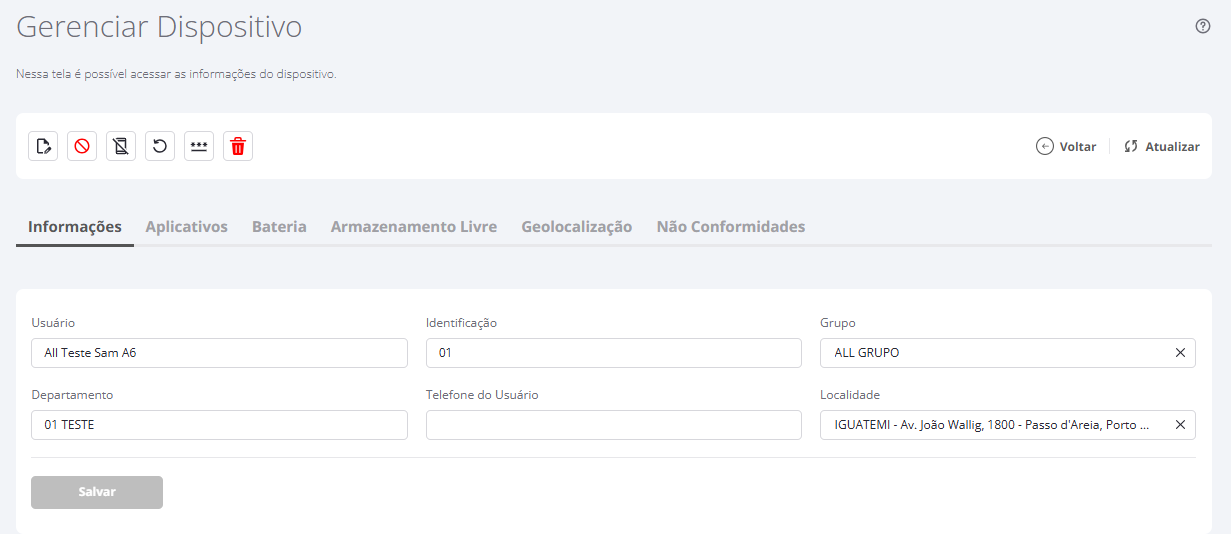 Gerenciar Dispositivo
Nessa tela é possível acessar as informações do dispositivo.
Voltar Atualizar
Informações Aplicativos Bateria Armazenamento Livre Geolocalização Não Conformidades
Usuário Identificação Grupo
All Teste Sam A6 01 ALL GRUPO
Departamento Telefone do Usuário Localidade
01 TESTE IGUATEMI - Av. João Wallig, 1800 - Passo d'Areia, Porto ...
Salvar